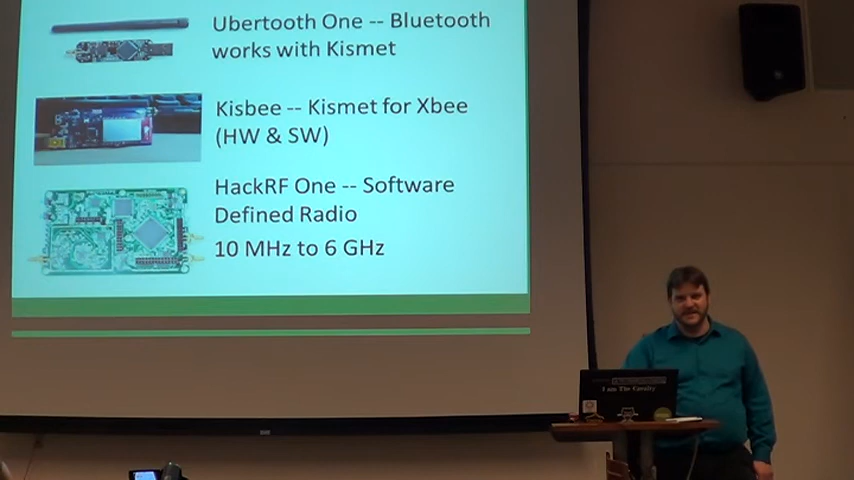 Ubertooth One -- Bluetooth
works with Kismet
Kisbee -- Kismet for Xbee
(HW & SW)
HackRF One -- Software
Defined Radio
10 MHz to 6 GHz
I am The Cavalry